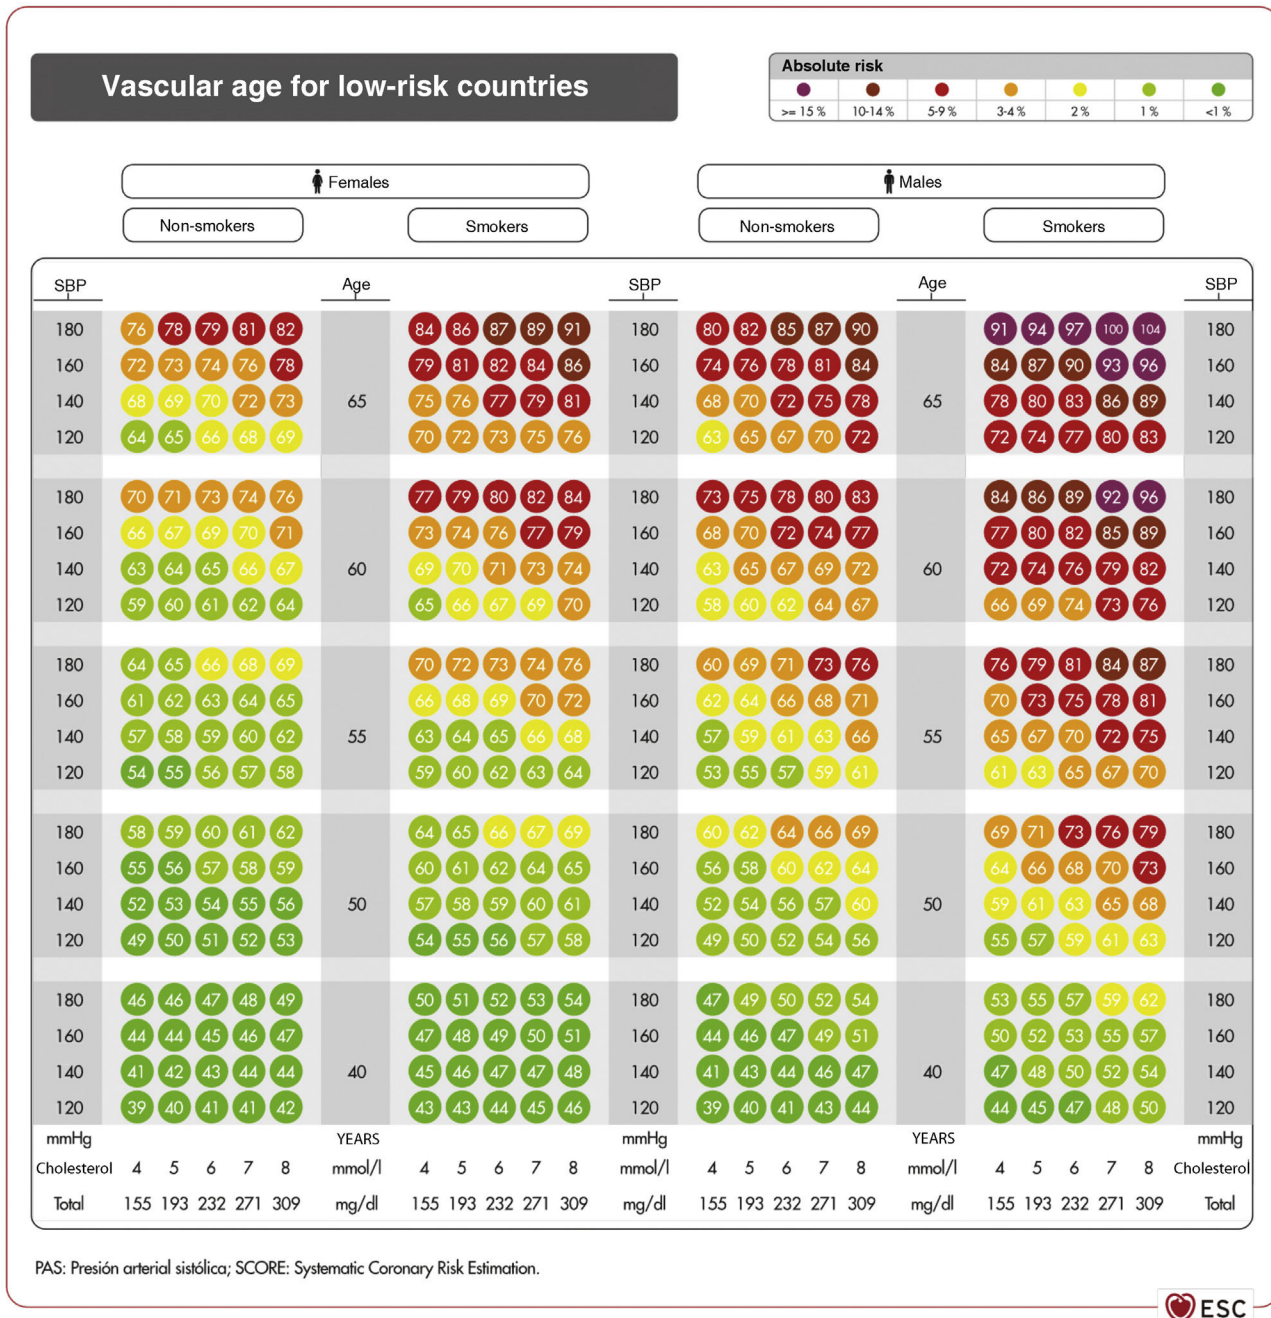 Vascular age for low-risk countries
Absolute risk
>= 15 % 10-14 % 5-9 % 3-4 % 2 % 1 % <1 %
Females Males
Non-smokers Smokers Non-smokers Smokers
SBP Age SBP Age SBP
180 76 78 79 81 82 84 86 87 89 91 180 80 82 85 87 90 91 94 97 100 104 180
160 72 73 74 76 78 79 81 82 84 86 160 74 76 78 81 84 84 87 90 93 96 160
140 68 69 70 72 73 65 75 76 77 79 81 140 68 70 72 75 78 65 78 80 83 86 89 140
120 64 65 66 68 69 70 72 73 75 76 120 63 65 67 70 72 72 74 77 80 83 120
180 70 71 73 74 76 77 79 80 82 84 180 73 75 78 80 83 84 86 89 92 96 180
160 66 67 69 70 71 73 74 76 77 79 160 68 70 72 74 77 77 80 82 85 89 160
140 63 64 65 66 67 60 69 70 71 73 74 140 63 65 67 69 72 60 72 74 76 79 82 140
120 59 60 61 62 64 65 66 67 69 70 120 58 60 62 64 67 66 69 74 73 76 120
180 64 65 66 68 69 70 72 73 74 76 180 60 69 71 73 76 76 79 81 84 87 180
160 61 62 63 64 65 66 68 69 70 72 160 62 64 66 68 71 70 73 75 78 81 160
140 57 58 59 60 62 55 63 64 65 66 68 140 57 59 61 63 66 55 65 67 70 72 75 140
120 54 55 56 57 58 59 60 62 63 64 120 53 55 57 59 61 61 63 65 67 70 120
180 58 59 60 61 62 64 65 66 67 69 180 60 62 64 66 69 69 71 73 76 79 180
160 55 56 57 58 59 60 61 62 64 65 160 56 58 60 62 64 64 66 68 70 73 160
140 52 53 54 55 56 50 57 58 59 60 61 140 52 54 56 57 60 50 59 61 63 65 68 140
120 49 50 51 52 53 54 55 56 57 58 120 49 50 52 54 56 55 57 59 61 63 120
180 46 46 47 48 49 50 51 52 53 54 180 47 49 50 52 54 53 55 57 59 62 180
160 44 44 45 46 47 47 48 49 50 51 160 44 46 47 49 51 50 52 53 55 57 160
140 41 42 43 44 44 40 45 46 47 47 48 140 41 43 44 46 47 40 47 48 50 52 54 140
120 39 40 41 41 42 43 43 44 45 46 120 39 40 41 43 44 44 45 47 48 50 120
mmHg YEARS mmHg YEARS mmHg
Cholesterol 4 5 6 7 8 mmol/l 4 5 6 7 8 mmol/l 4 5 6 7 8 mmol/l 4 5 6 7 8 Cholesterol
Total 155 193 232 271 309 mg/dl 155 193 232 271 309 mg/dl 155 193 232 271 309 mg/dl 155 193 232 271 309 Total
PAS: Presión arterial sistólica; SCORE: Systematic Coronary Risk Estimation.
ESC